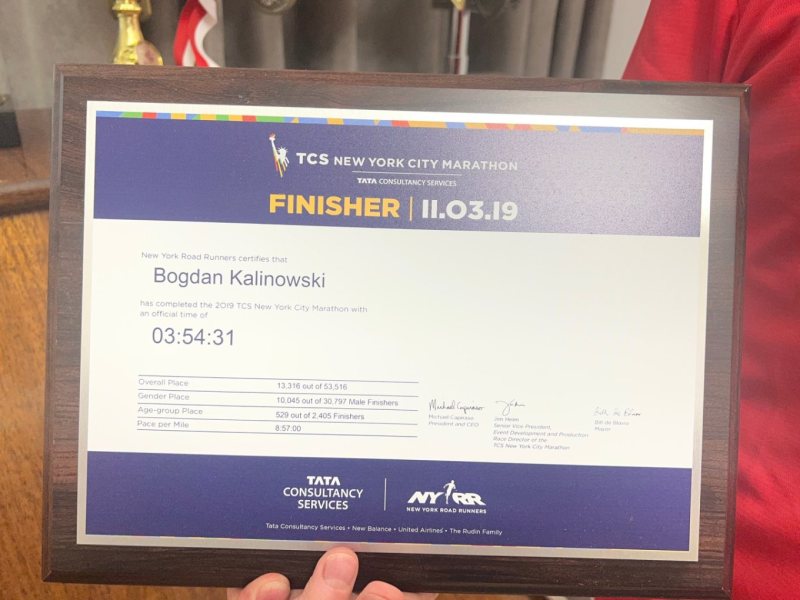 TCS NEW YORK CITY MARATHON
TATA CONSULTANCY SERVICES
FINISHER | 11.03.19
New York Road Runners certifies that
Bogdan Kalinowski
has completed the 2019 TCS New York City Marathon with
an official time of
03:54:31
Overall Place 13,316 out of 53,516
Gender Place 10,045 out of 30,797 Male Finishers
Age-group Place 529 out of 2,405 Finishers
Pace per Mile 8:57.00
Michael Capiraso
Michael Capiraso
President and CEO
Jim Heim
Senior Vice President,
Event Development and Production
Race Director of the
TCS New York City Marathon
Bill de Blasio
Bill de Blasio
Mayor
TATA
CONSULTANCY
SERVICES
NYRR
NEW YORK ROAD RUNNERS
Tata Consultancy Services • New Balance • United Airlines • The Rudin Family